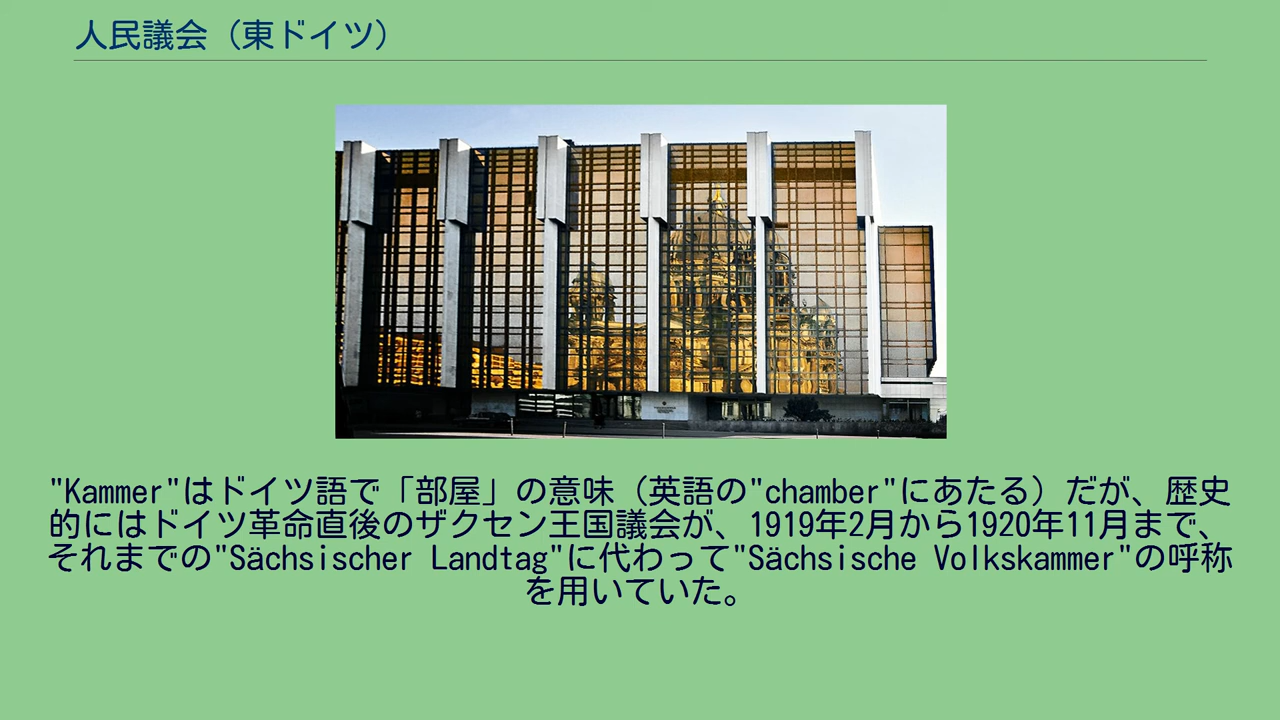 人民議会（東ドイツ）
"Kammer"はドイツ語で「部屋」の意味（英語の"chamber"にあたる）だが、歴史
的にはドイツ革命直後のザクセン王国議会が、1919年2月から1920年11月まで、
それまでの"Sächsischer Landtag"に代わって"Sächsische Volkskammer"の呼称
を用いていた。